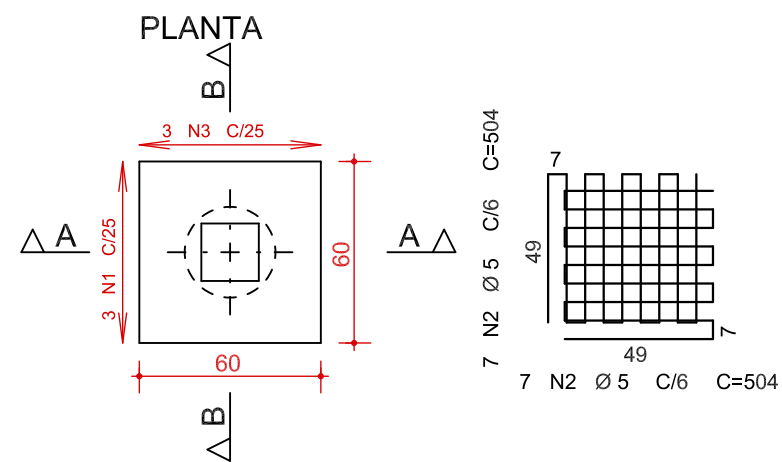 PLANTA
B
3 N3 C/25
A
3 N1 C/25
60
A
60
B
7 N2 Ø 5 C/6 C=504
7
49
7
49
7 N2 Ø 5 C/6 C=504